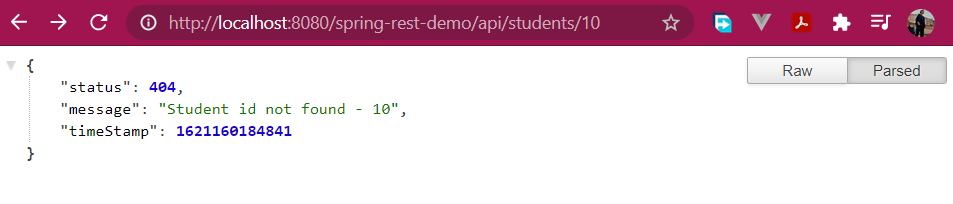 http://localhost:8080/spring-rest-demo/api/students/10
Raw Parsed
{
"status": 404,
"message": "Student id not found - 10",
"timeStamp": 1621160184841
}